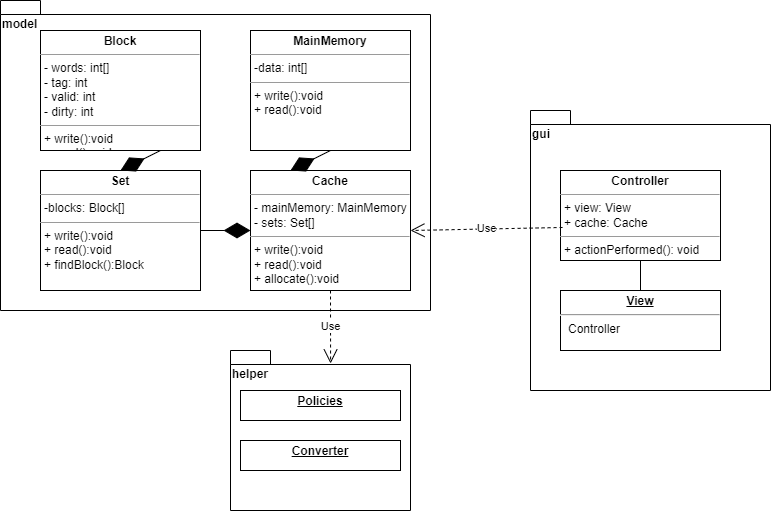 model
Block
- words: int[]
- tag: int
- valid: int
- dirty: int
+ write():void
MainMemory
-data: int[]
+ write():void
+ read():void
Set
-blocks: Block[]
+ write():void
+ read():void
+ findBlock():Block
Cache
- mainMemory: MainMemory
- sets: Set[]
+ write():void
+ read():void
+ allocate():void
Use
gui
Controller
+ view: View
+ cache: Cache
+ actionPerformed(): void
View
Controller
Use
helper
Policies
Converter